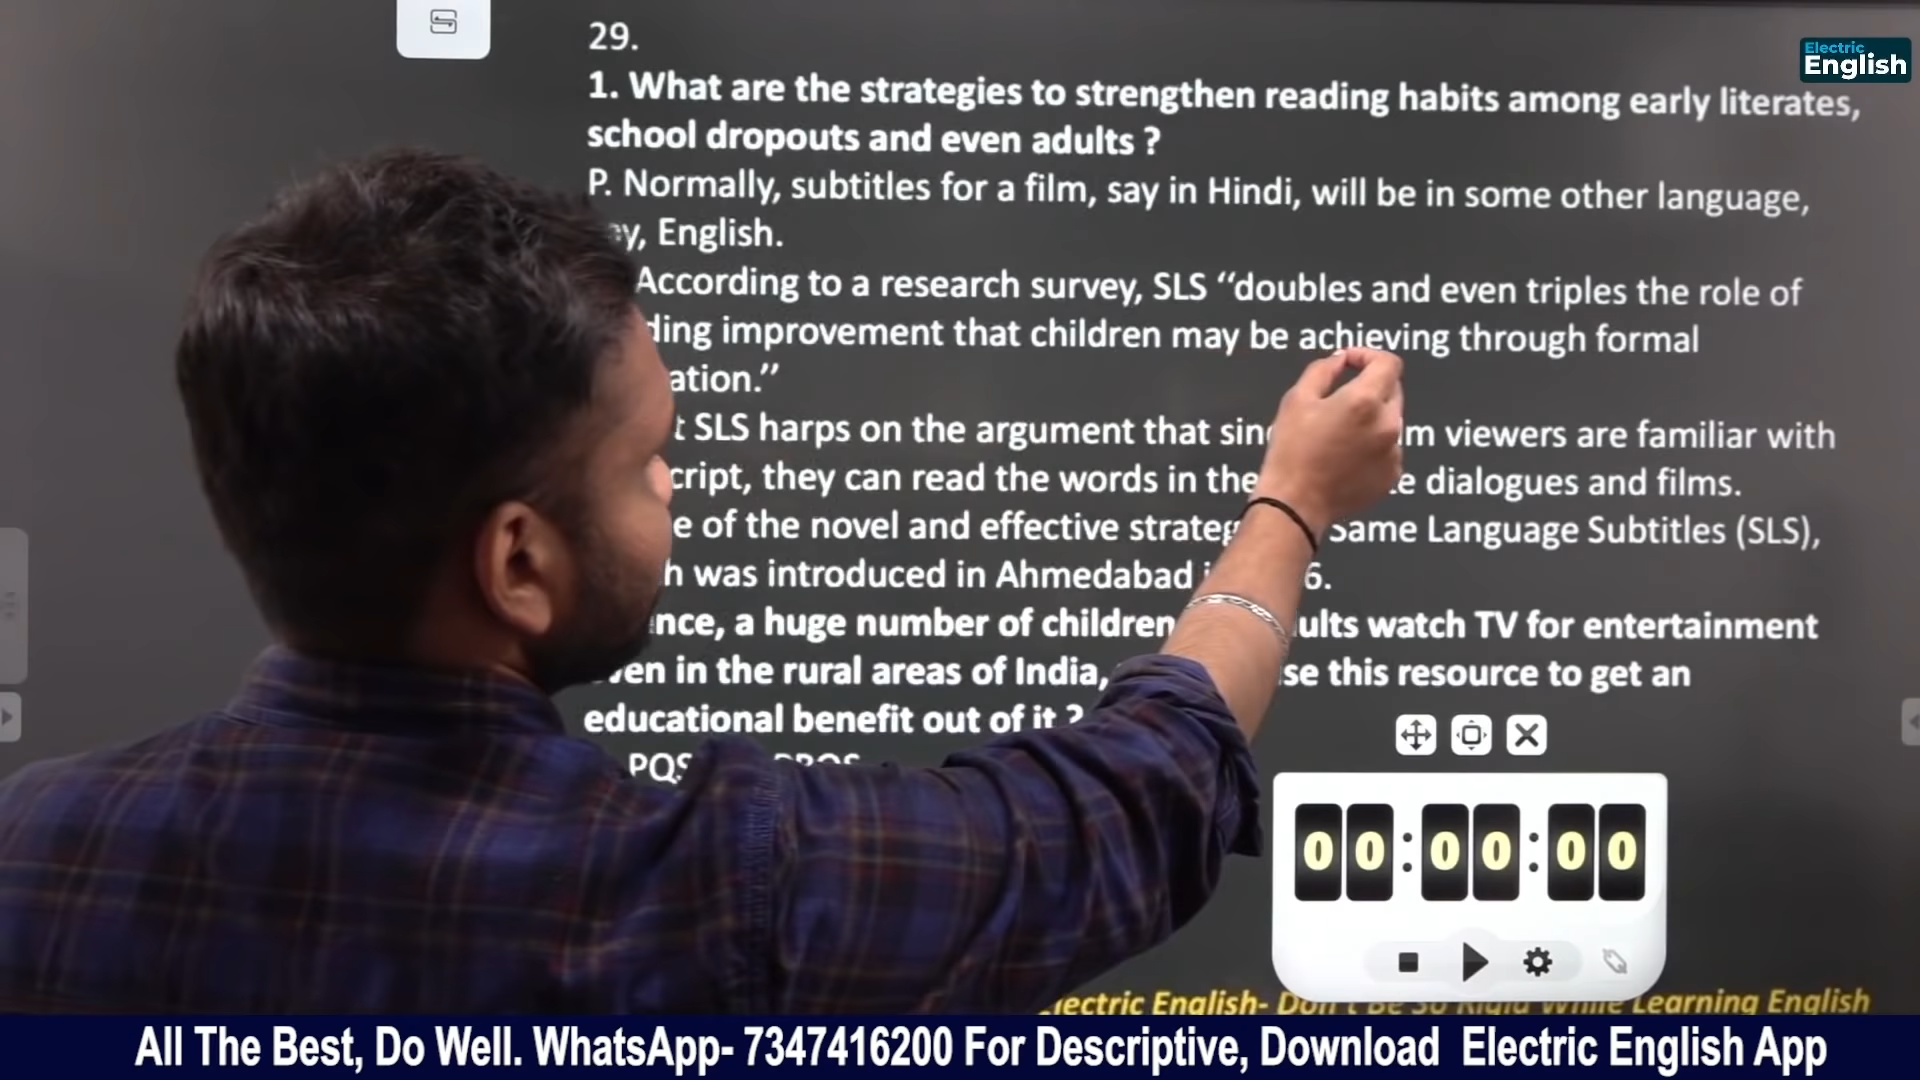 Electric
English
29.
1. What are the strategies to strengthen reading habits among early literates,
school dropouts and even adults ?
P. Normally, subtitles for a film, say in Hindi, will be in some other language,
English.
According to a research survey, SLS “doubles and even triples the role of
improvement that children may be achieving through formal
SLS harps on the argument that viewers are familiar with
they can read the words in the dialogues and films.
of the novel and effective Same Language Subtitles (SLS),
was introduced in Ahmedabad
a huge number of children watch TV for entertainment
in the rural areas of India, this resource to get an
educational benefit out of it ?
00:00:00
English- Learning English
All The Best, Do Well. WhatsApp- 7347416200 For Descriptive, Download Electric English App